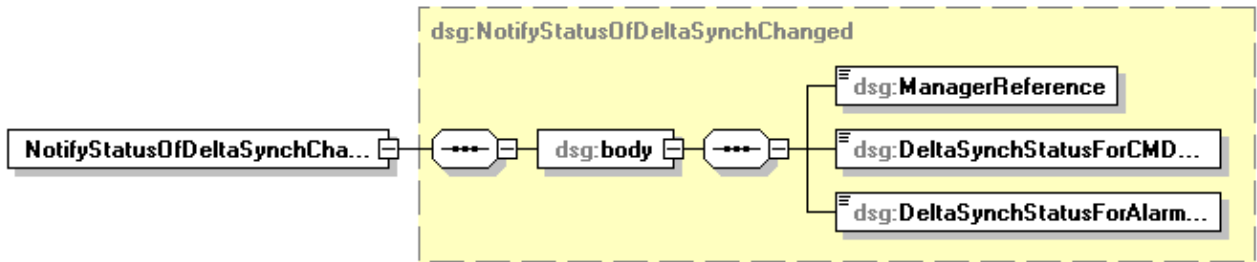 dsg:NotifyStatusOfDeltaSynchChanged
dsg:ManagerReference
NotifyStatusOfDeltaSynchCha...
dsg:body
dsg:DeltaSynchStatusForCMD...
dsg:DeltaSynchStatusForAlarm...